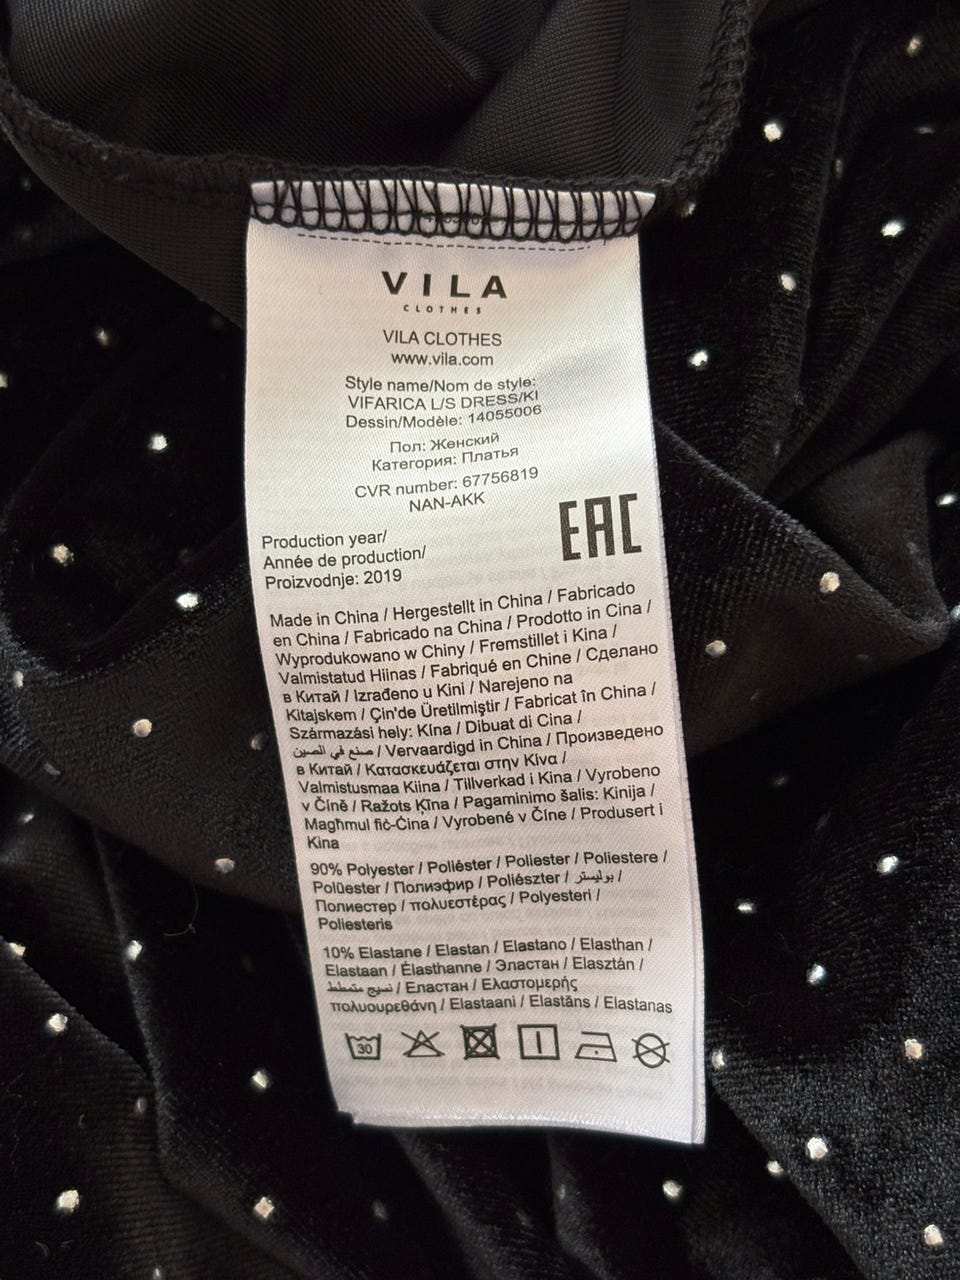 VILA
CLOTHES
VILA CLOTHES
www.vila.com
Style name/Nom de style:
VIFARICA L/S DRESS/KI
Dessin/Modèle: 14055006
Пол: Женский
Категория: Платья
CVR number: 67756819
NAN-AKK
EAC
Production year/
Année de production/
Proizvodnje: 2019
Made in China / Hergestellt in China / Fabricado
en China / Fabricado na China / Prodotto in Cina /
Wyprodukowano w Chiny / Fremstillet i Kina /
Valmistatud Hiinas / Fabriqué en Chine / Сделано
в Китай / Izrađeno u Kini / Narejeno na
Kitajskem / Çin'de Üretilmiştir / Fabricat în China /
Származási hely: Kína / Dibuat di Cina /
صنع في الصين / Vervaardigd in China / Произведено
в Китай / Κατασκευάζεται στην Κίνα /
Valmistusmaa Kiina / Tillverkad i Kina / Vyrobeno
v Číně / Ražots Ķīna / Pagaminimo šalis: Kinija /
Magħmul fiċ-Ċina / Vyrobené v Číne / Produsert i
Kina
90% Polyester / Poliéster / Poliester / Poliestere /
Polüester / Полиэфир / Poliészter / بوليستر /
Полиестер / πολυεστέρας / Polyesteri /
Poliesteris
10% Elastane / Elastan / Elastano / Elasthan /
Elastaan / Élasthanne / Эластан / Elasztán /
نسيج متمطط / Еластан / Ελαστομερής
πολυουρεθάνη / Elastaani / Elastāns / Elastanas
30